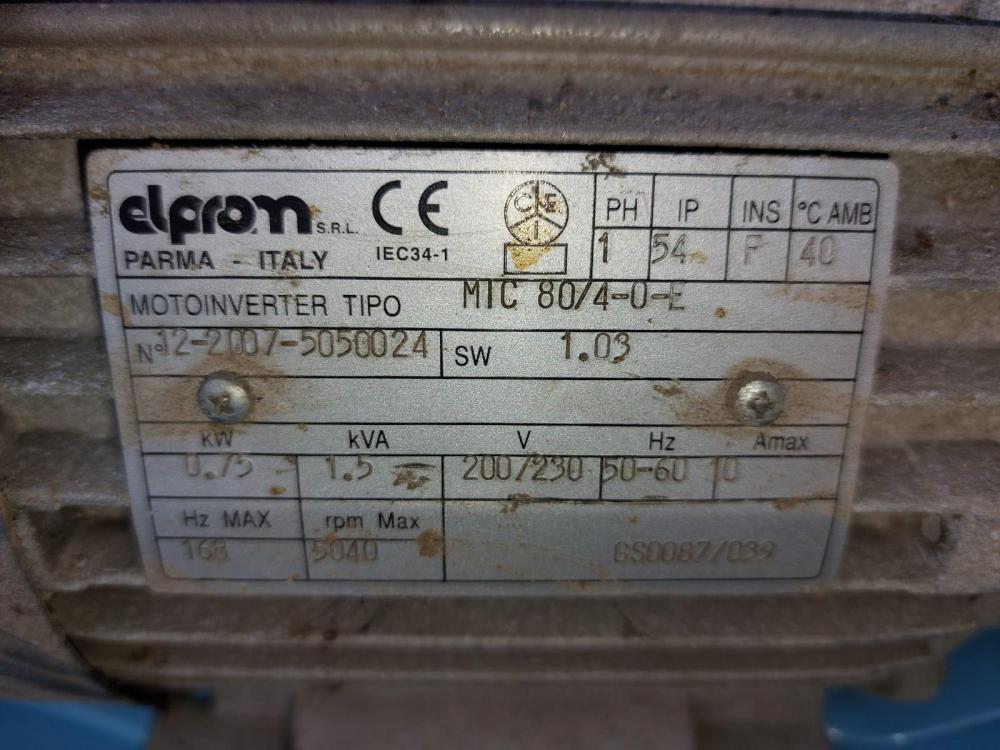 elprom S.R.L. CE
IEC34-1
PARMA - ITALY
CEI
PH IP INS °C AMB
1 54 F 40
MOTOINVERTER TIPO MIC 80/4-0-E
N° 12-2007-5050024 SW 1.03
kW kVA V Hz Amax
0.75 1.5 200/230 50-60 10
Hz MAX rpm Max
168 5040 GS0087/039